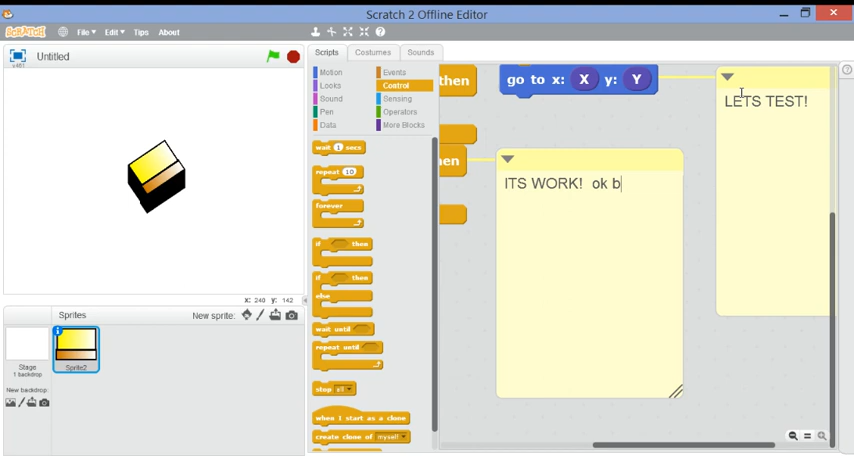 Scratch 2 Offline Editor
SCRATCH File Edit Tips About
v461 Untitled
Scripts Costumes Sounds
Motion Events
Looks Control
Sound Sensing
Pen Operators
Data More Blocks
wait 1 secs
repeat 10
forever
if then
if then
else
wait until
repeat until
stop all
when I start as a clone
create clone of myself
then
go to x: X y: Y
LETS TEST!
en
ITS WORK! ok b
x: 240 y: 142
Sprites New sprite:
Stage
1 backdrop
New backdrop:
Sprite2